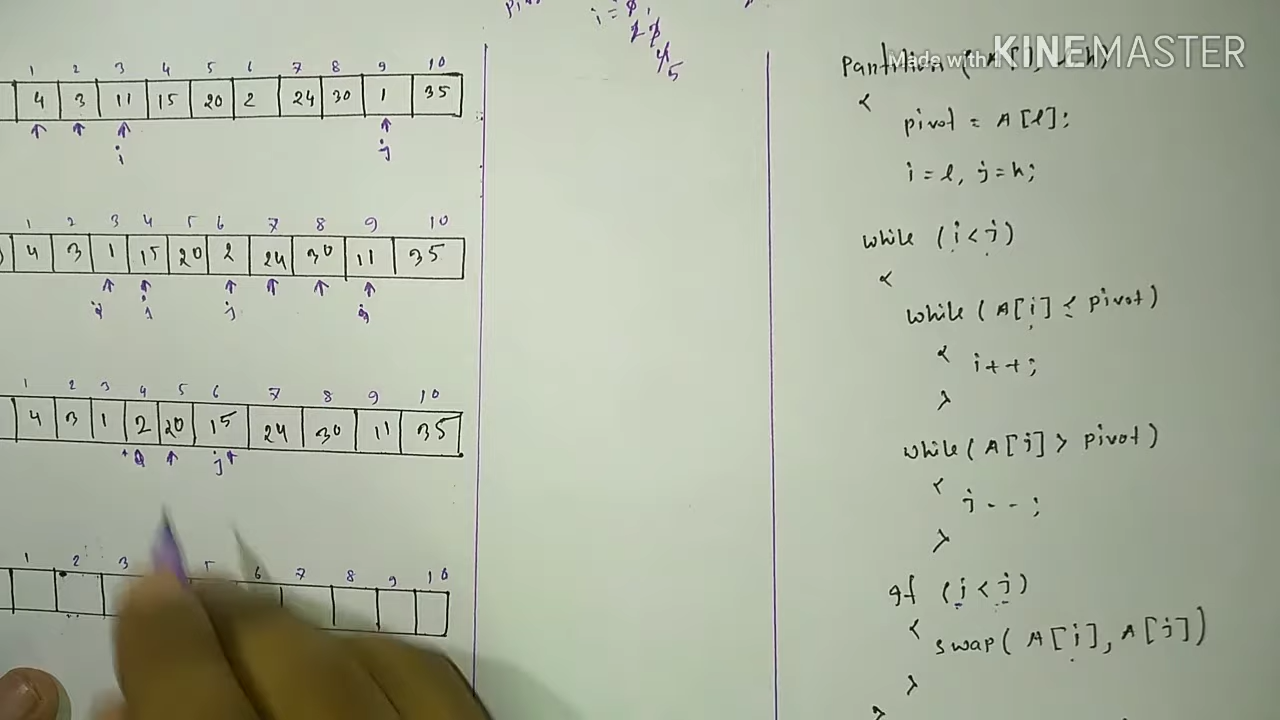 i =
5
Made with KINEMASTER
Partition (A[], l, h)
1 2 3 4 5 6 7 8 9 10
4 3 11 15 20 2 24 30 1 35
i j
pivot = A[l];
i = l, j = h;
1 2 3 4 5 6 7 8 9 10
4 3 1 15 20 2 24 30 11 35
while (i < j)
while (A[i] ≤ pivot)
i++;
1 2 3 4 5 6 7 8 9 10
4 3 1 2 20 15 24 30 11 35
j
while (A[j] > pivot)
j--;
1 2 3 5 6 7 8 9 10
if (i < j)
swap( A[i], A[j])